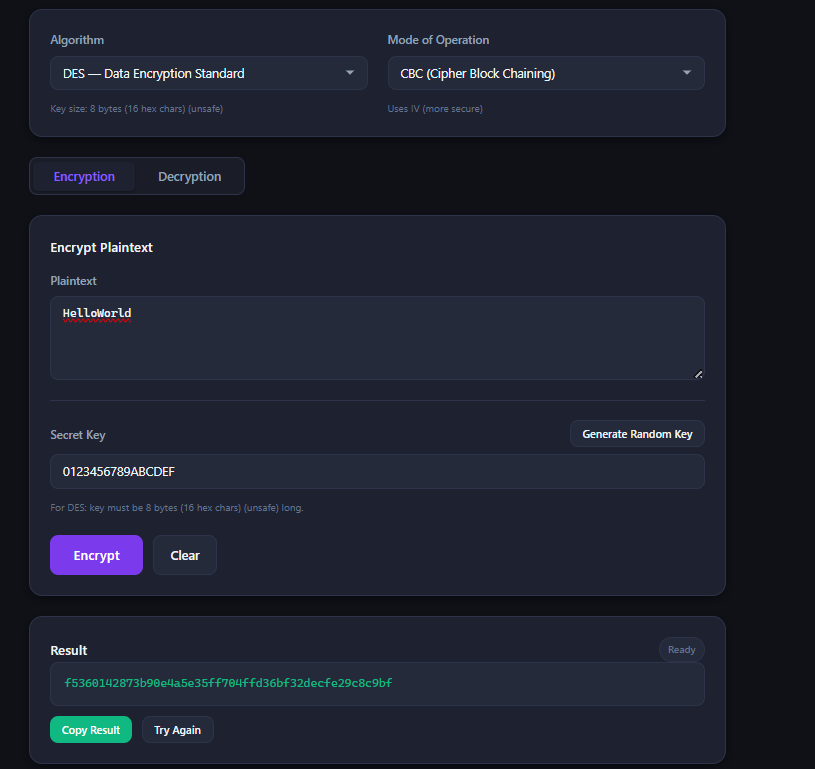 Algorithm
Mode of Operation
DES — Data Encryption Standard
CBC (Cipher Block Chaining)
Key size: 8 bytes (16 hex chars) (unsafe)
Uses IV (more secure)
Encryption
Decryption
Encrypt Plaintext
Plaintext
HelloWorld
Secret Key
Generate Random Key
0123456789ABCDEF
For DES: key must be 8 bytes (16 hex chars) (unsafe) long.
Encrypt
Clear
Result
Ready
f5360142873b90e4a5e35ff704ffd36bf32decfe29c8c9bf
Copy Result
Try Again